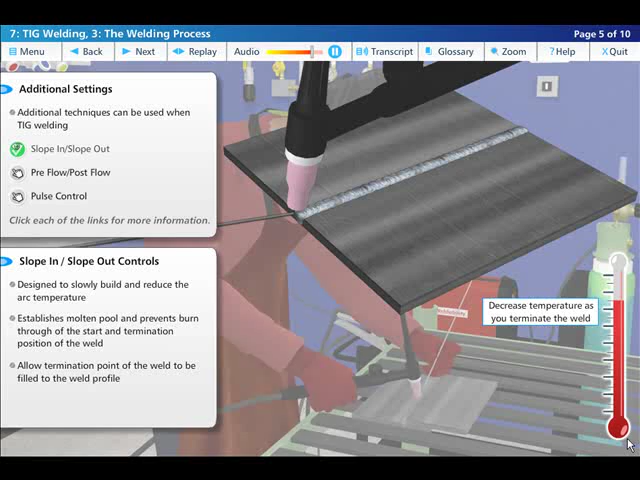 7: TIG Welding, 3: The Welding Process
Page 5 of 10
Menu
Back
Next
Replay
Audio
Transcript
Glossary
Zoom
?Help
XQuit
Additional Settings
Additional techniques can be used when
TIG welding
Slope In/Slope Out
Pre Flow/Post Flow
Pulse Control
Click each of the links for more information.
Slope In / Slope Out Controls
Designed to slowly build and reduce the
arc temperature
Establishes molten pool and prevents burn
through of the start and termination
position of the weld
Allow termination point of the weld to be
filled to the weld profile
Decrease temperature as
you terminate the weld